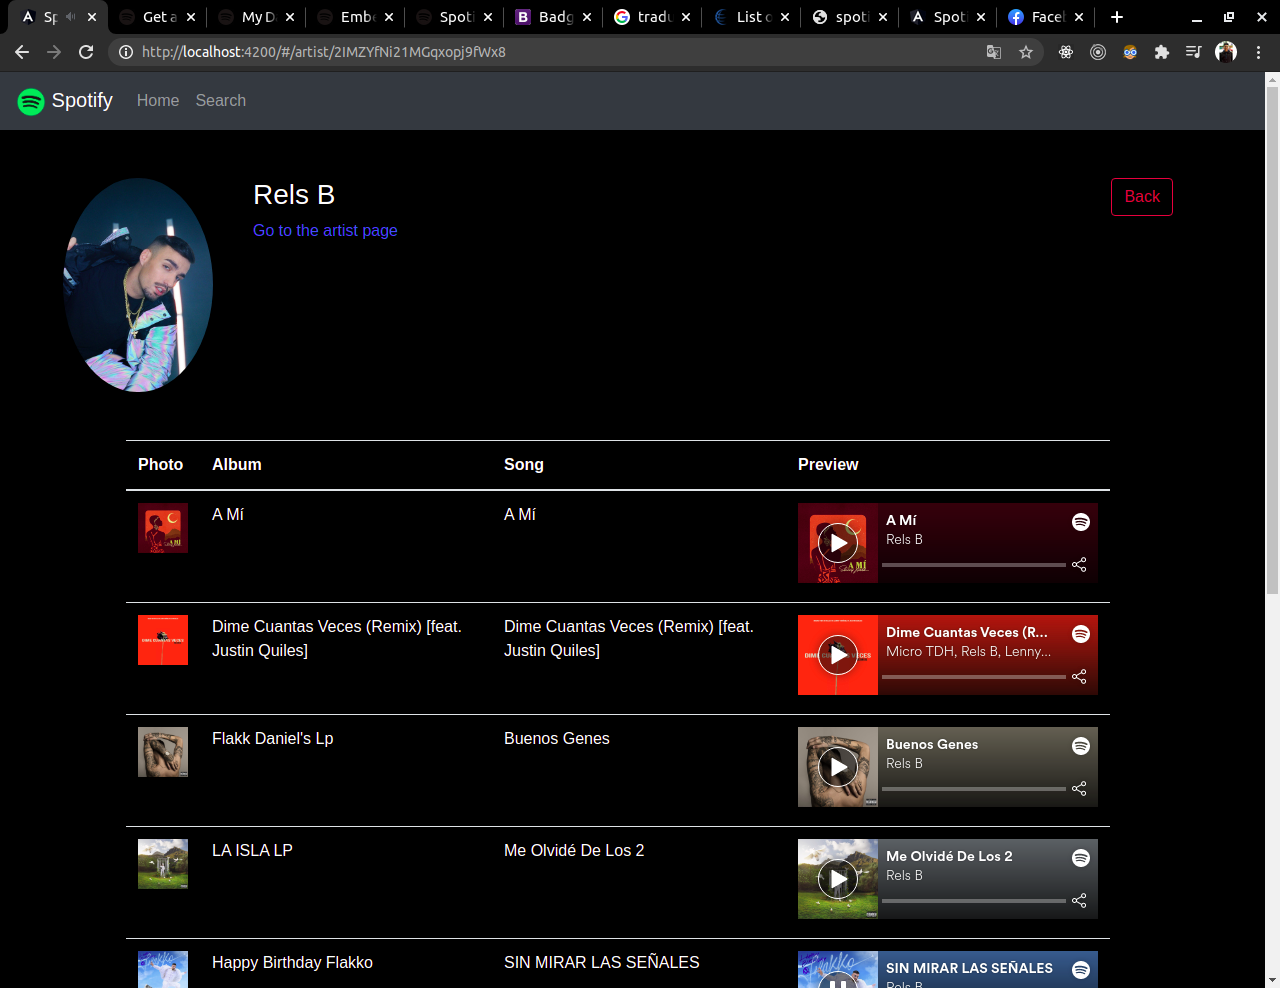 Sp
Get a
My D
Embe
Spoti
Badg
tradu
List o
spoti
Spoti
Facel
http://localhost:4200/#/artist/2IMZYfNi21MGqxopj9fWx8
Spotify Home Search
Rels B
Back
Go to the artist page
Photo Album Song Preview
A Mí A Mí
A Mí
Rels B
Dime Cuantas Veces (Remix) [feat.
Justin Quiles]
Dime Cuantas Veces (Remix) [feat.
Justin Quiles]
Dime Cuantas Veces (R...
Micro TDH, Rels B, Lenny...
Flakk Daniel's Lp Buenos Genes
Buenos Genes
Rels B
LA ISLA LP Me Olvidé De Los 2
Me Olvidé De Los 2
Rels B
Happy Birthday Flakko SIN MIRAR LAS SEÑALES
SIN MIRAR LAS SEÑALES
Rels B